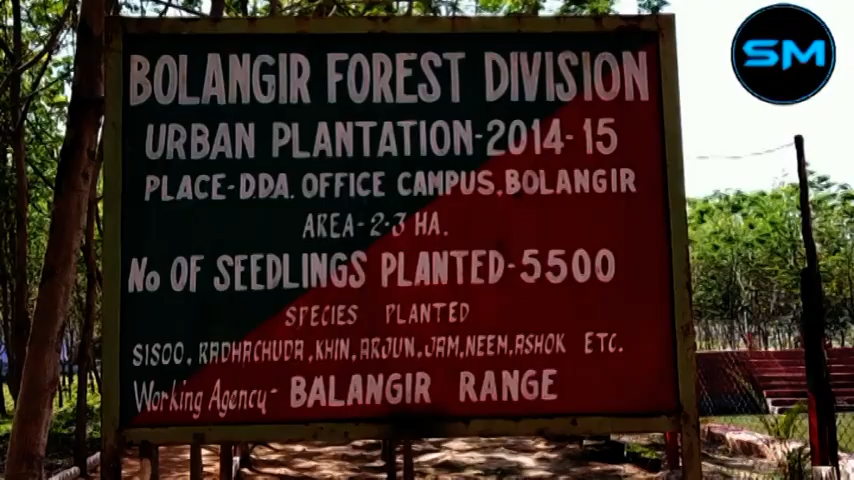 SM
BOLANGIR FOREST DIVISION
URBAN PLANTATION-2014-15
PLACE-D.D.A. OFFICE CAMPUS, BOLANGIR
AREA-2.3 HA.
No OF SEEDLINGS PLANTED-5500
SPECIES PLANTED
SISOO, RADHACHUDA, KHIN, ARJUN, JAM, NEEM, ASHOK ETC.
Working Agency- BALANGIR RANGE